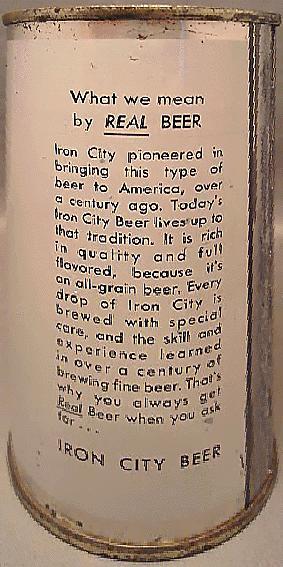 What we mean
by REAL BEER
Iron City pioneered in
bringing this type of
beer to America, over
a century ago. Today's
Iron City Beer lives up to
that tradition. It is rich
in quality and full
flavored, because it's
an all-grain beer. Every
drop of Iron City is
brewed with special
care, and the skill and
experience learned
in over a century of
brewing fine beer. That's
why you always get
Real Beer when you ask
for . . .
IRON CITY BEER